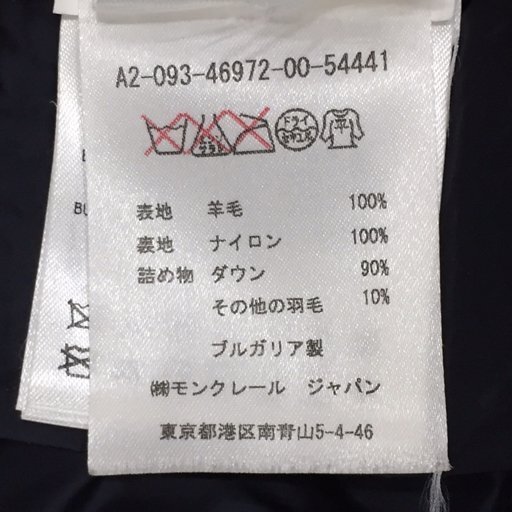 A2-093-46972-00-54441
ドライ 平
表地 羊毛 100%
裏地 ナイロン 100%
詰め物 ダウン 90%
その他の羽毛 10%
ブルガリア製
㈱モンクレール ジャパン
東京都港区南青山5-4-46
BU